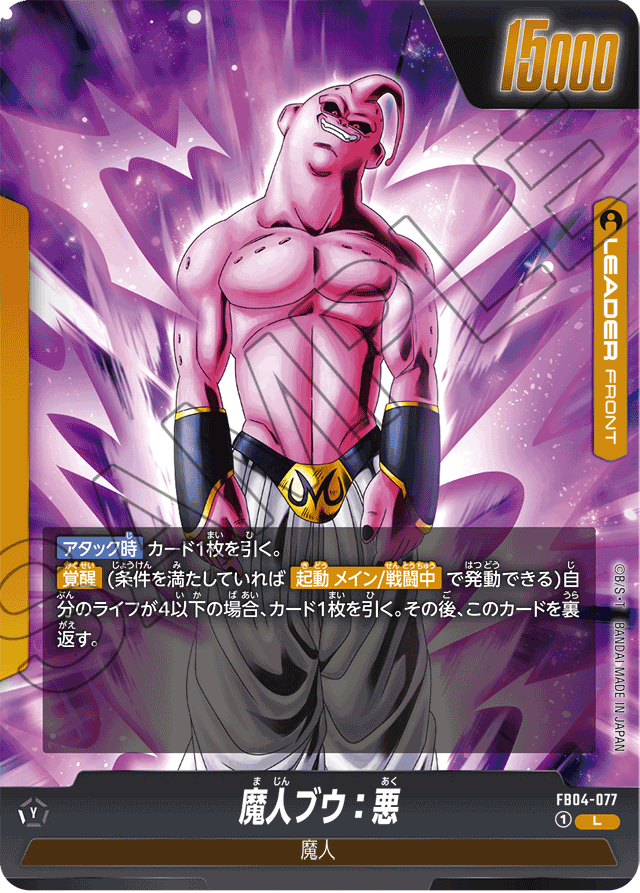 15000
LEADER FRONT
SAMPLE
アタック時 カード1枚を引く。
覚醒 (条件を満たしていれば 起動メイン/戦闘中 で発動できる)自
分のライフが4以下の場合、カード1枚を引く。その後、このカードを裏
返す。
©B/S・T BANDAI MADE IN JAPAN
魔人ブウ：悪
FB04-077
Y
1 L
魔人